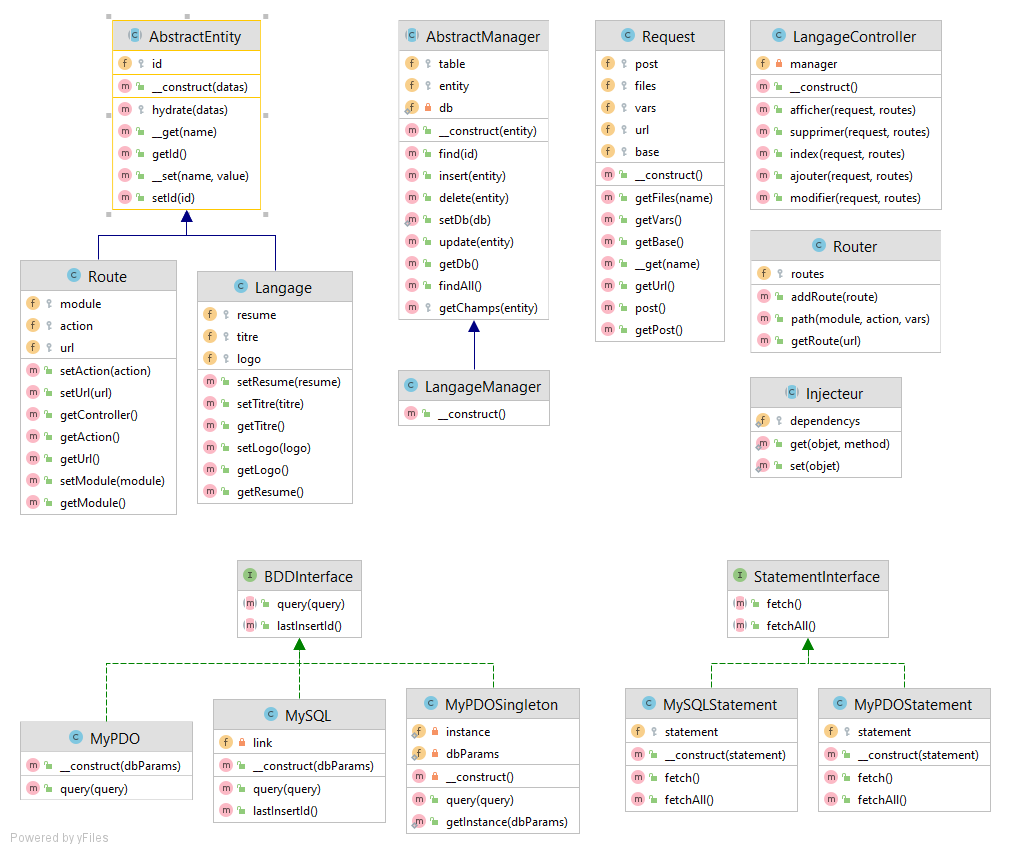 AbstractEntity
id
__construct(datas)
hydrate(datas)
__get(name)
getId()
__set(name, value)
setId(id)
AbstractManager
table
entity
db
__construct(entity)
find(id)
insert(entity)
delete(entity)
setDb(db)
update(entity)
getDb()
findAll()
getChamps(entity)
Request
post
files
vars
url
base
__construct()
getFiles(name)
getVars()
getBase()
__get(name)
getUrl()
post()
getPost()
LangageController
manager
__construct()
afficher(request, routes)
supprimer(request, routes)
index(request, routes)
ajouter(request, routes)
modifier(request, routes)
Router
routes
addRoute(route)
path(module, action, vars)
getRoute(url)
Route
module
action
url
setAction(action)
setUrl(url)
getController()
getAction()
getUrl()
setModule(module)
getModule()
Langage
resume
titre
logo
setResume(resume)
setTitre(titre)
getTitre()
setLogo(logo)
getLogo()
getResume()
LangageManager
__construct()
Injecteur
dependencys
get(objet, method)
set(objet)
BDDInterface
query(query)
lastInsertId()
StatementInterface
fetch()
fetchAll()
MyPDO
__construct(dbParams)
query(query)
MySQL
link
__construct(dbParams)
query(query)
lastInsertId()
MyPDOSingleton
instance
dbParams
__construct()
query(query)
getInstance(dbParams)
MySQLStatement
statement
__construct(statement)
fetch()
fetchAll()
MyPDOStatement
statement
__construct(statement)
fetch()
fetchAll()
Powered by yFiles